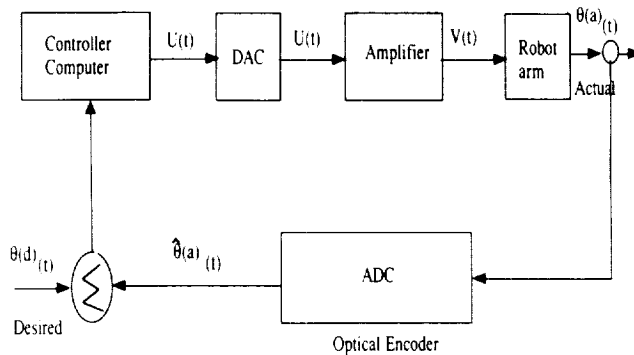 Controller
Computer
U(t)
DAC
U(t)
Amplifier
V(t)
Robot
arm
θ(a)(t)
Actual
θ(d)(t)
Desired
Σ
θ̂(a)(t)
ADC
Optical Encoder